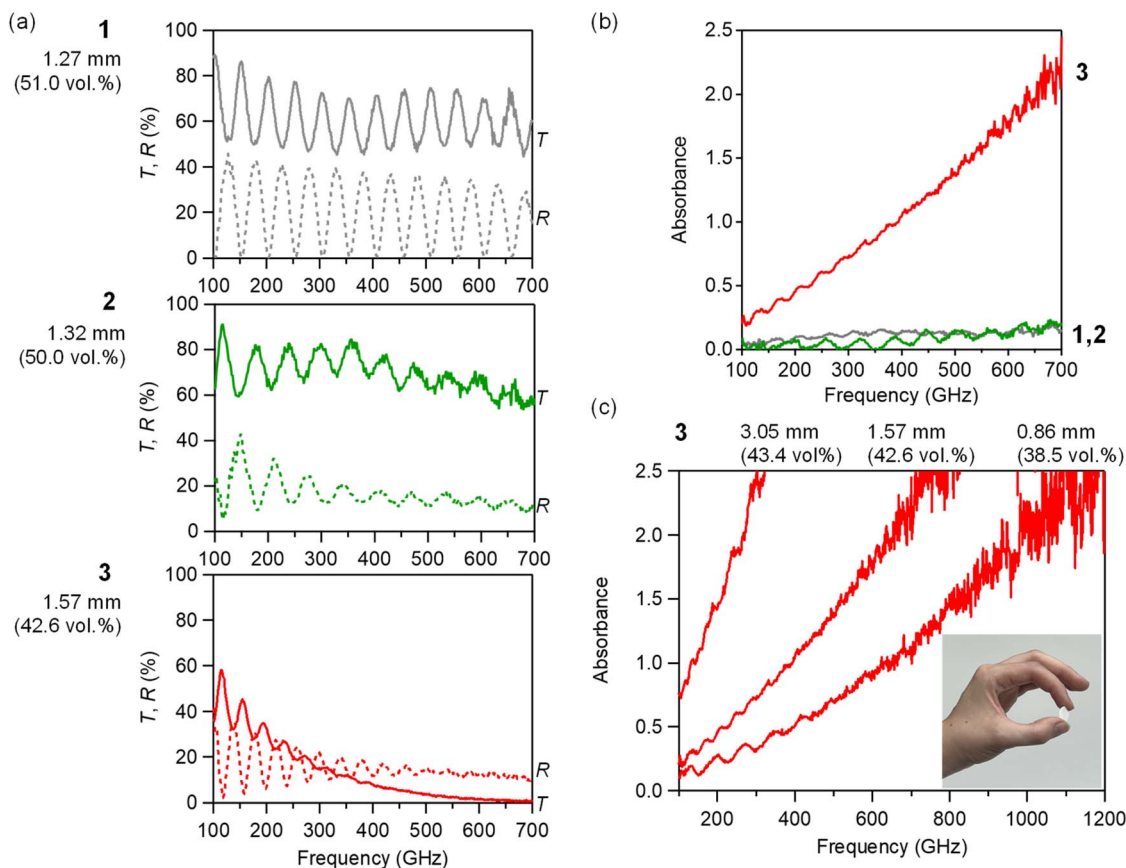 (a)
1
1.27 mm
(51.0 vol.%)
100
80
60
40
20
0
T, R (%)
T
R
100 200 300 400 500 600 700
2
1.32 mm
(50.0 vol.%)
100
80
60
40
20
0
T, R (%)
T
R
100 200 300 400 500 600 700
3
1.57 mm
(42.6 vol.%)
100
80
60
40
20
0
T, R (%)
R
T
100 200 300 400 500 600 700
Frequency (GHz)
(b)
2.5
2.0
1.5
1.0
0.5
0.0
Absorbance
3
1,2
100 200 300 400 500 600 700
Frequency (GHz)
(c)
3
3.05 mm 1.57 mm 0.86 mm
(43.4 vol%) (42.6 vol.%) (38.5 vol.%)
2.5
2.0
1.5
1.0
0.5
0.0
Absorbance
200 400 600 800 1000 1200
Frequency (GHz)